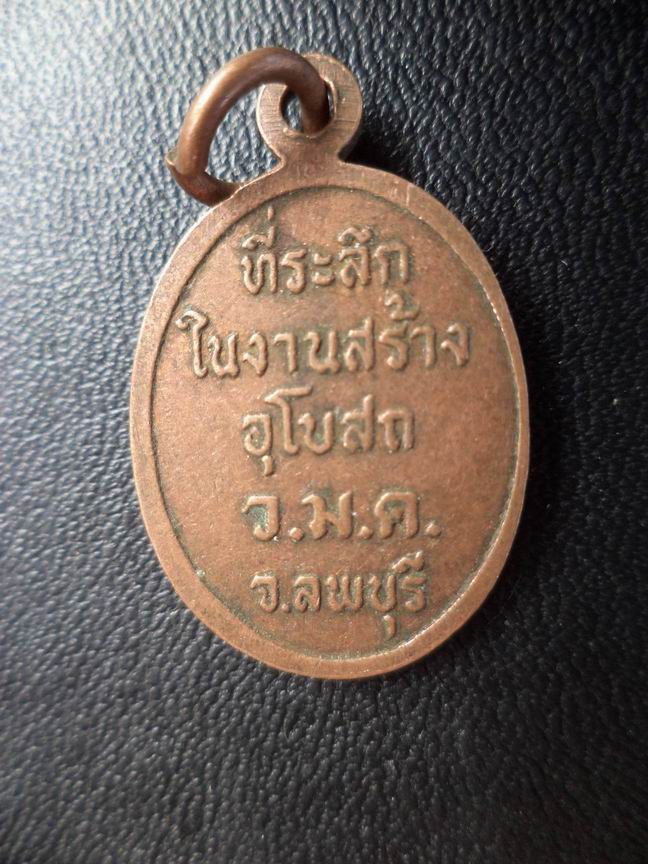 ที่ระลึก
ในงานสร้าง
อุโบสถ
ว.ม.ค.
จ.ลพบุรี